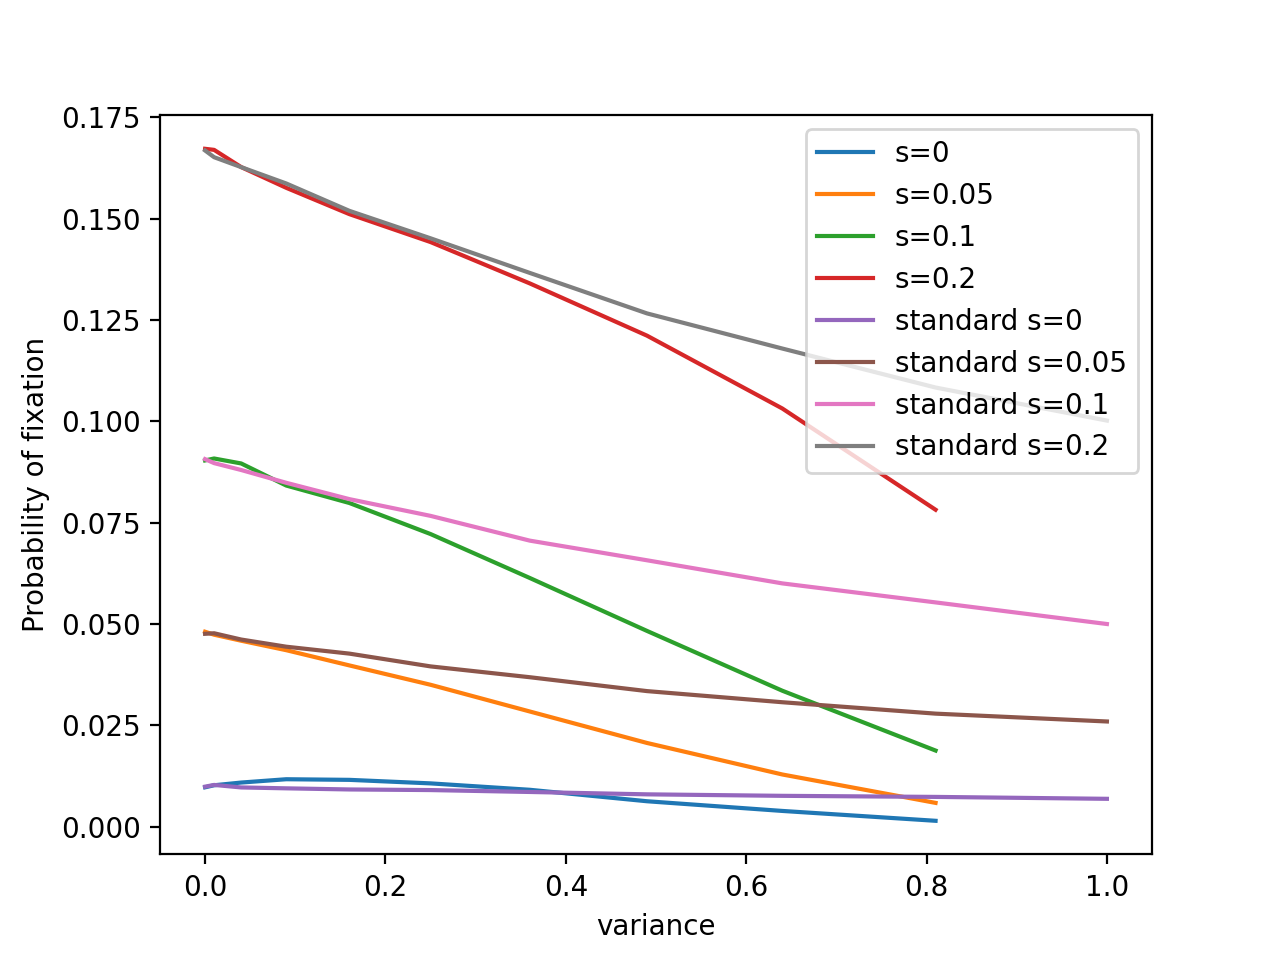 0.175
0.150
0.125
0.100
0.075
0.050
0.025
0.000
Probability of fixation
0.0
0.2
0.4
0.6
0.8
1.0
variance
s=0
s=0.05
s=0.1
s=0.2
standard s=0
standard s=0.05
standard s=0.1
standard s=0.2